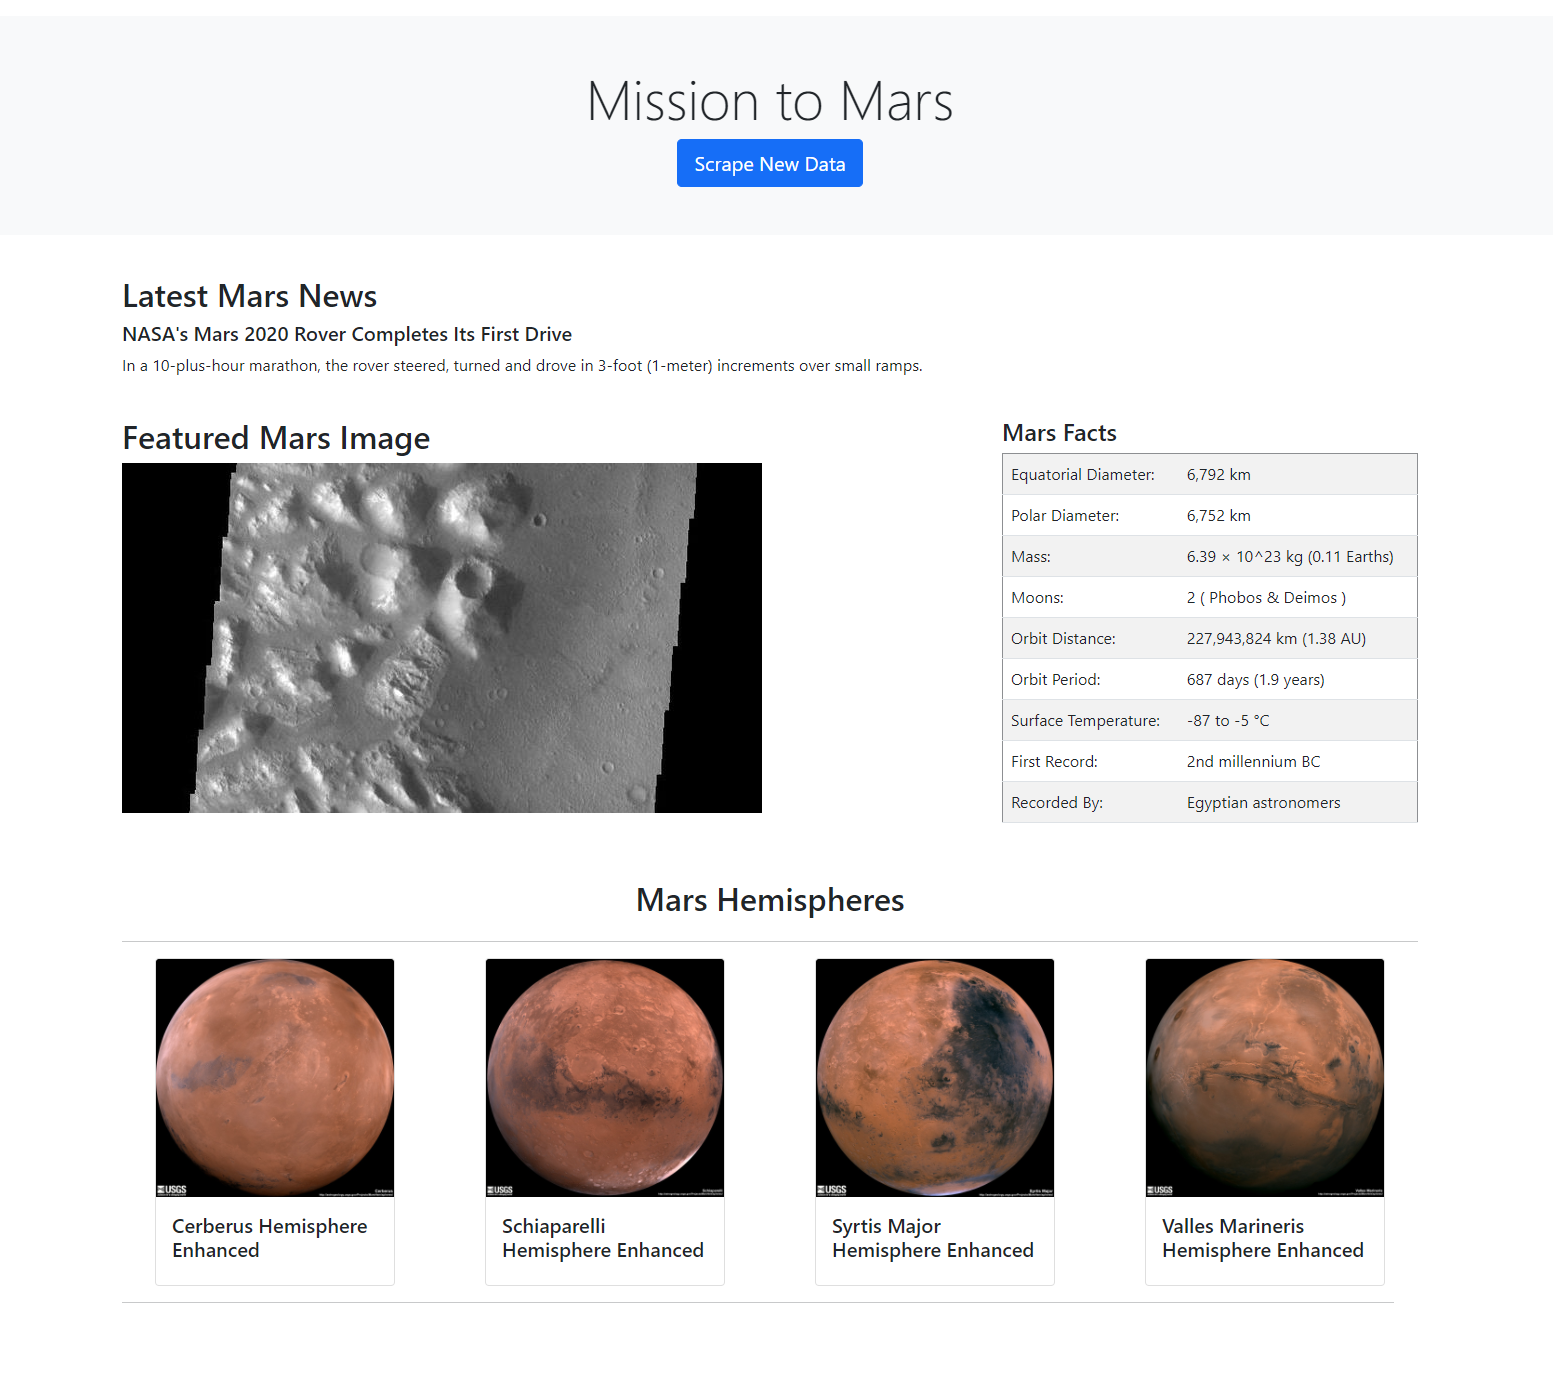 Mission to Mars
Scrape New Data
Latest Mars News
NASA's Mars 2020 Rover Completes Its First Drive
In a 10-plus-hour marathon, the rover steered, turned and drove in 3-foot (1-meter) increments over small ramps.
Featured Mars Image
Mars Facts
Equatorial Diameter: 6,792 km
Polar Diameter: 6,752 km
Mass: 6.39 × 10^23 kg (0.11 Earths)
Moons: 2 ( Phobos & Deimos )
Orbit Distance: 227,943,824 km (1.38 AU)
Orbit Period: 687 days (1.9 years)
Surface Temperature: -87 to -5 °C
First Record: 2nd millennium BC
Recorded By: Egyptian astronomers
Mars Hemispheres
USGS
USGS
USGS
USGS
Cerberus Hemisphere
Enhanced
Schiaparelli
Hemisphere Enhanced
Syrtis Major
Hemisphere Enhanced
Valles Marineris
Hemisphere Enhanced